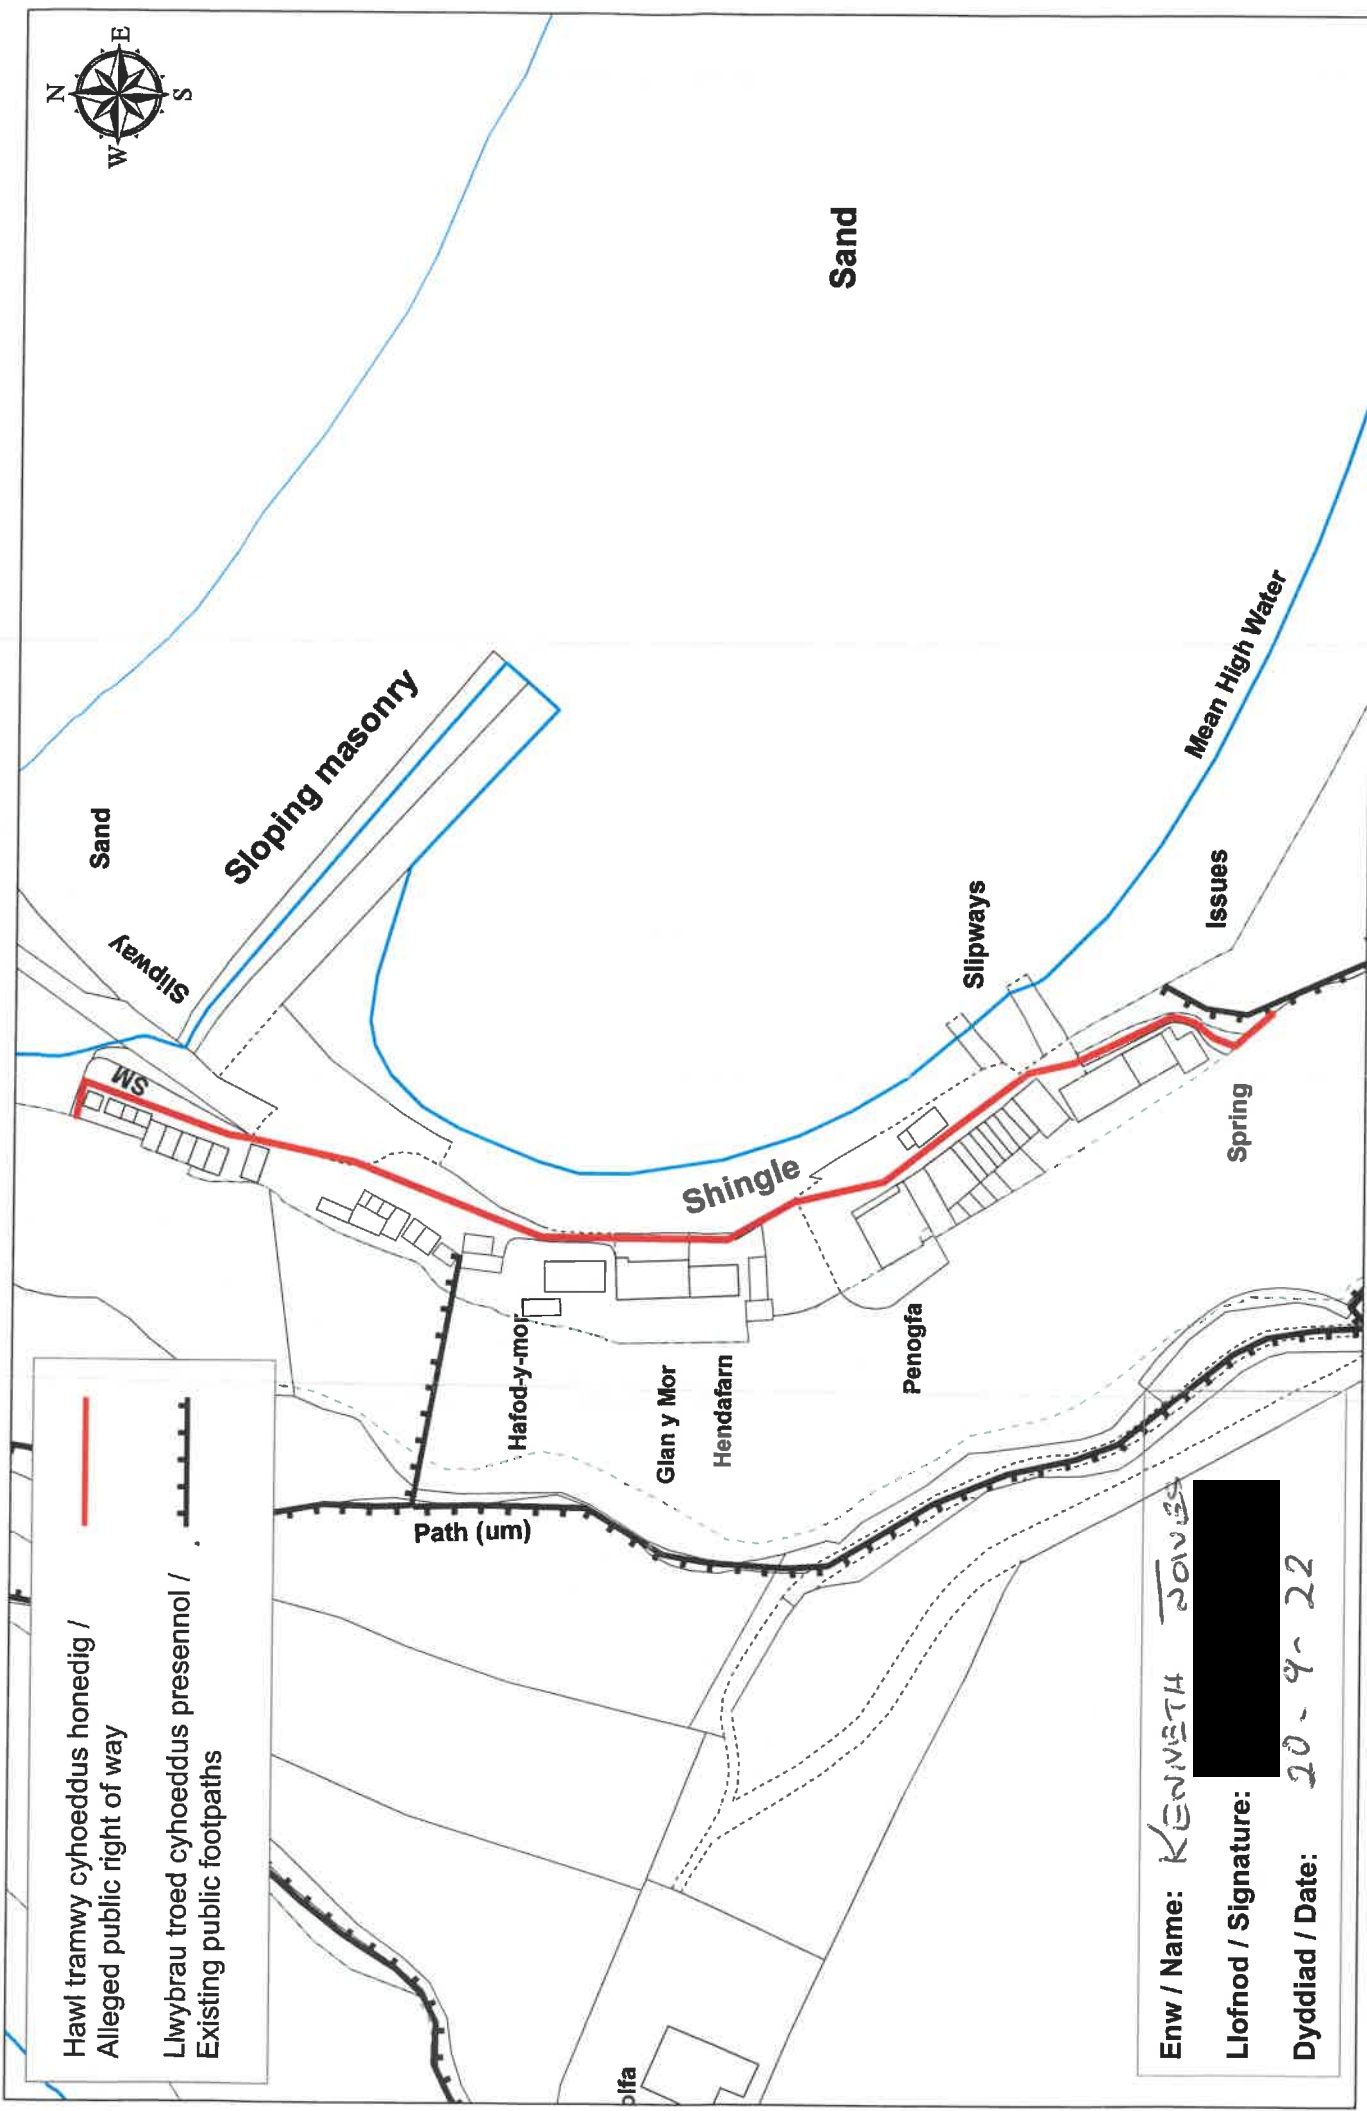 Hawl tramwy cyhoeddus honedig /
Alleged public right of way
Llwybrau troed cyhoeddus presennol /
Existing public footpaths
N
E
S
W
Sand
Slipway
Sloping masonry
SM
Sand
Path (um)
Hafod-y-mor
Glan y Mor
Hendafarn
Shingle
Penogfa
Slipways
Mean High Water
Issues
Spring
olfa
Enw / Name: KENNETH JONES
Llofnod / Signature:
Dyddiad / Date: 20-9-22